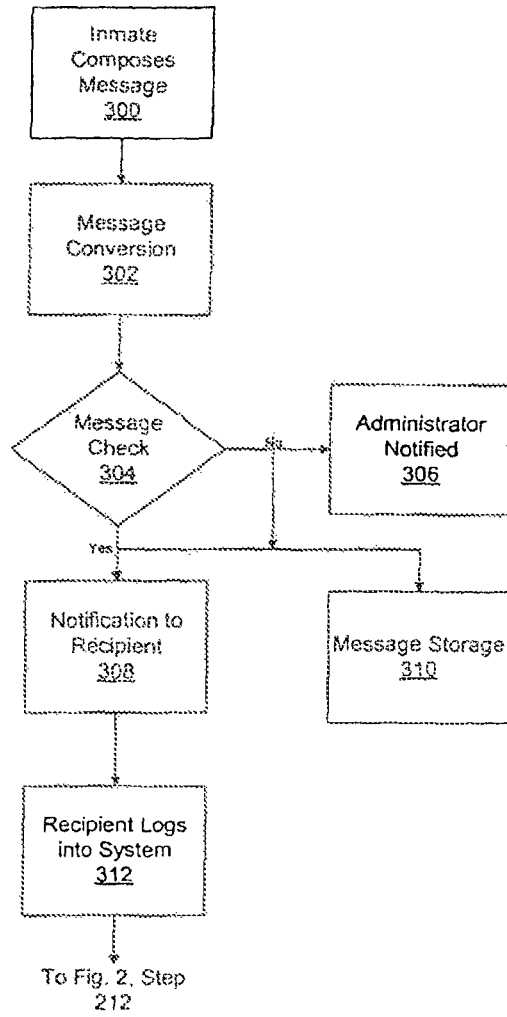 Inmate
Composes
Message
300
Message
Conversion
302
Message
Check
304
No
Administrator
Notified
306
Yes
Notification to
Recipient
308
Message Storage
310
Recipient Logs
into System
312
To Fig. 2, Step
212